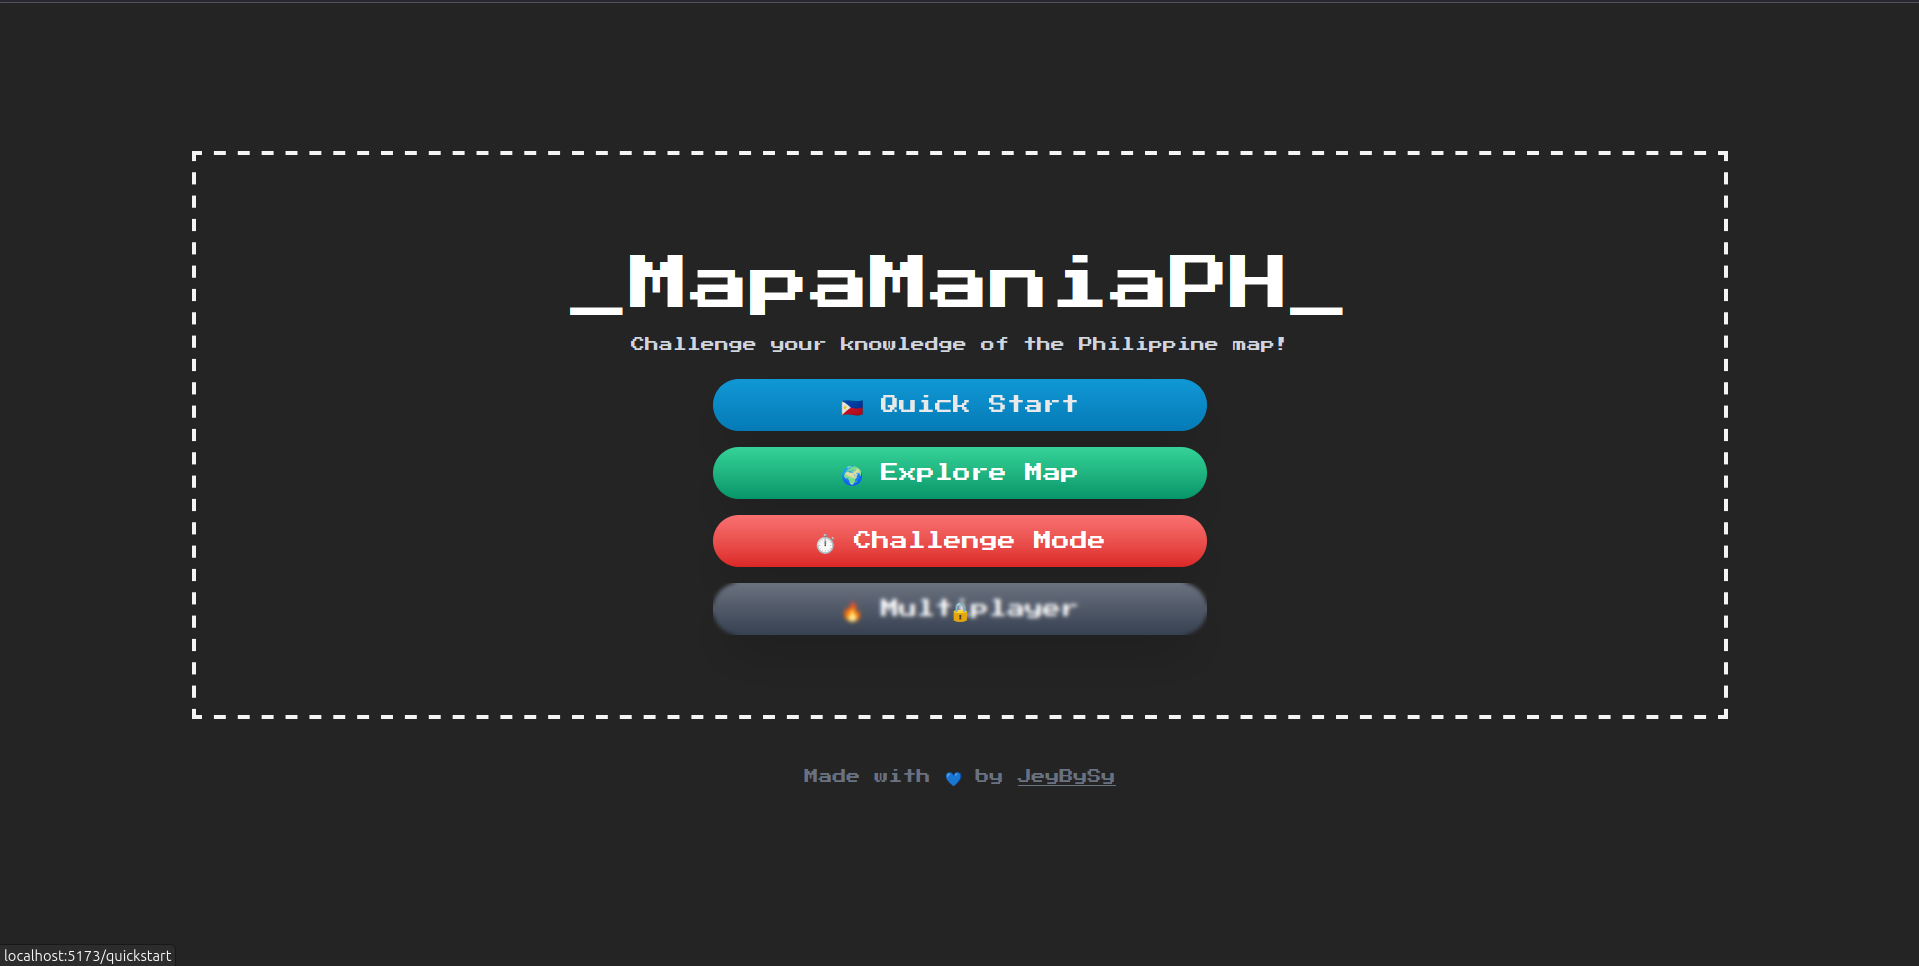 _MapaManiaPH_
Challenge your knowledge of the Philippine map!
🇵🇭 Quick Start
🌍 Explore Map
⏱️ Challenge Mode
🔥 Multiplayer
Made with 💙 by JeyBySy
localhost:5173/quickstart